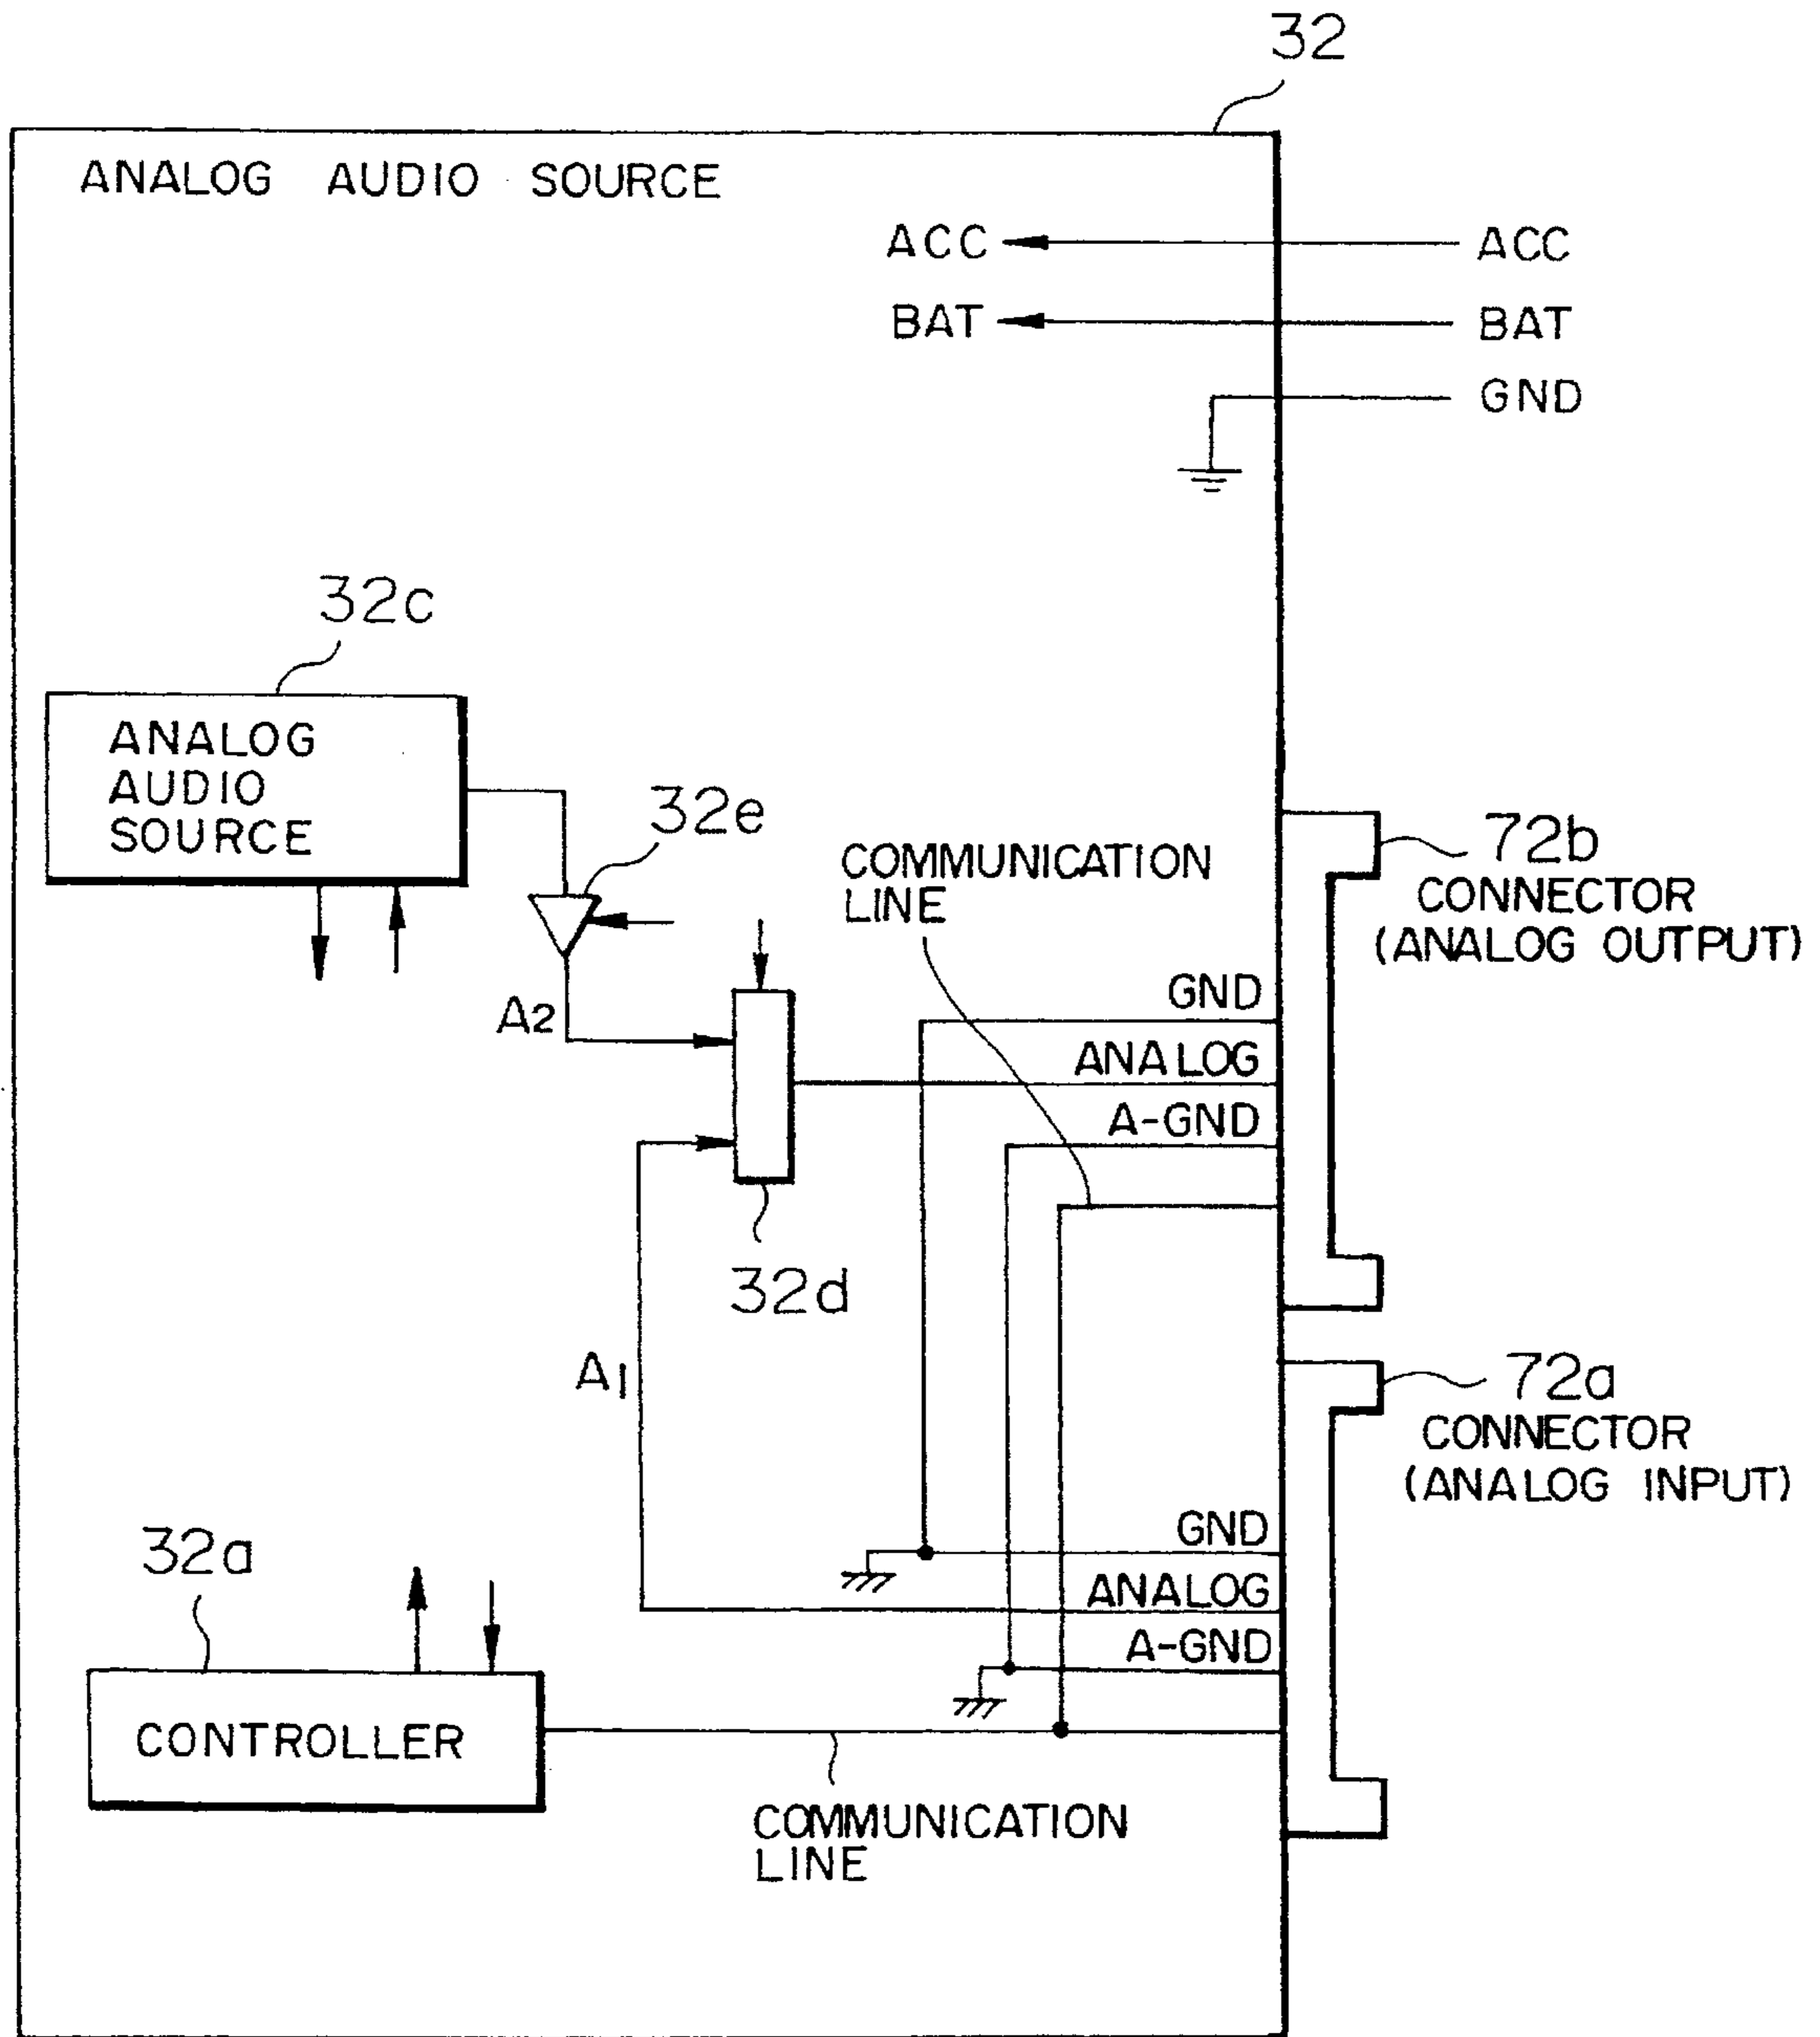 32
ANALOG AUDIO SOURCE
ACC ACC
BAT BAT
GND
32c
ANALOG
AUDIO
SOURCE
32e
COMMUNICATION
LINE
72b
CONNECTOR
(ANALOG OUTPUT)
A2
GND
ANALOG
A-GND
32d
A1
72a
CONNECTOR
(ANALOG INPUT)
GND
ANALOG
A-GND
32a
CONTROLLER
COMMUNICATION
LINE